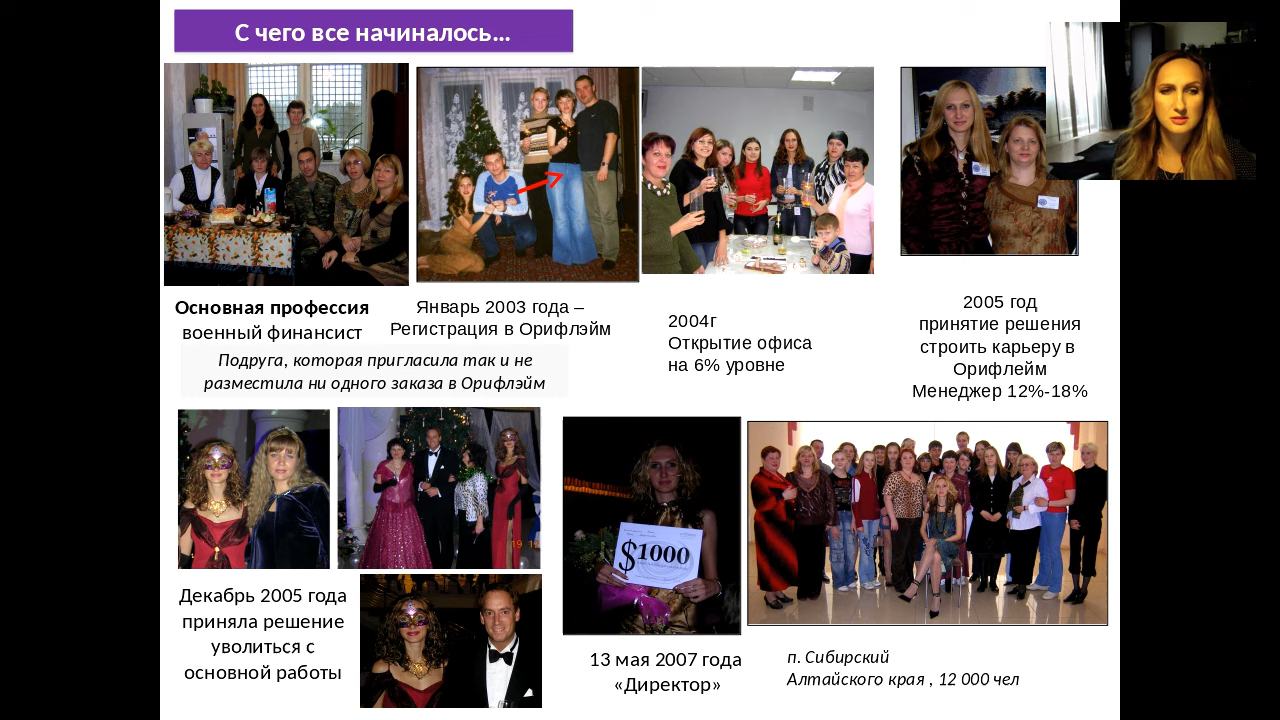 С чего все начиналось...
Основная профессия
военный финансист
Январь 2003 года –
Регистрация в Орифлэйм
Подруга, которая пригласила так и не
разместила ни одного заказа в Орифлэйм
2004г
Открытие офиса
на 6% уровне
2005 год
принятие решения
строить карьеру в
Орифлейм
Менеджер 12%-18%
Декабрь 2005 года
приняла решение
уволиться с
основной работы
$1000
13 мая 2007 года
«Директор»
п. Сибирский
Алтайского края , 12 000 чел